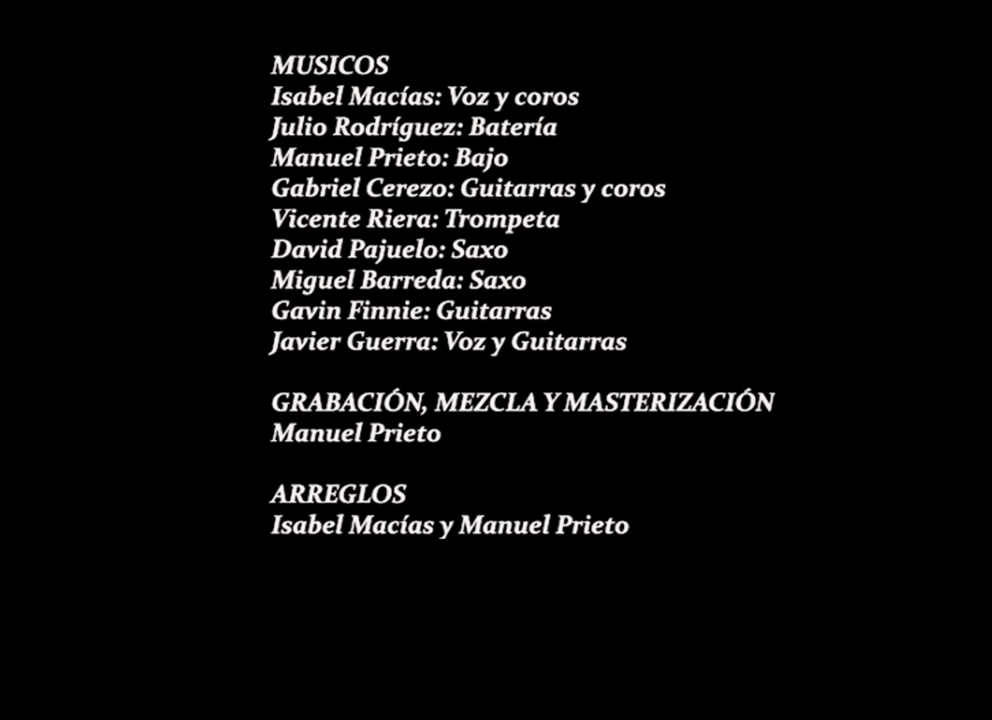 MUSICOS
Isabel Macías: Voz y coros
Julio Rodríguez: Batería
Manuel Prieto: Bajo
Gabriel Cerezo: Guitarras y coros
Vicente Riera: Trompeta
David Pajuelo: Saxo
Miguel Barreda: Saxo
Gavin Finnie: Guitarras
Javier Guerra: Voz y Guitarras
GRABACIÓN, MEZCLA Y MASTERIZACIÓN
Manuel Prieto
ARREGLOS
Isabel Macías y Manuel Prieto